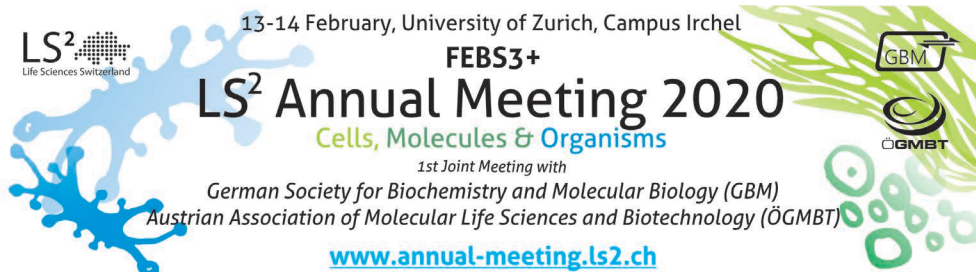 13-14 February, University of Zurich, Campus Irchel
LS²
Life Sciences Switzerland
FEBS3+
GBM
LS² Annual Meeting 2020
ÖGMBT
Cells, Molecules & Organisms
1st Joint Meeting with
German Society for Biochemistry and Molecular Biology (GBM)
Austrian Association of Molecular Life Sciences and Biotechnology (ÖGMBT)
www.annual-meeting.ls2.ch